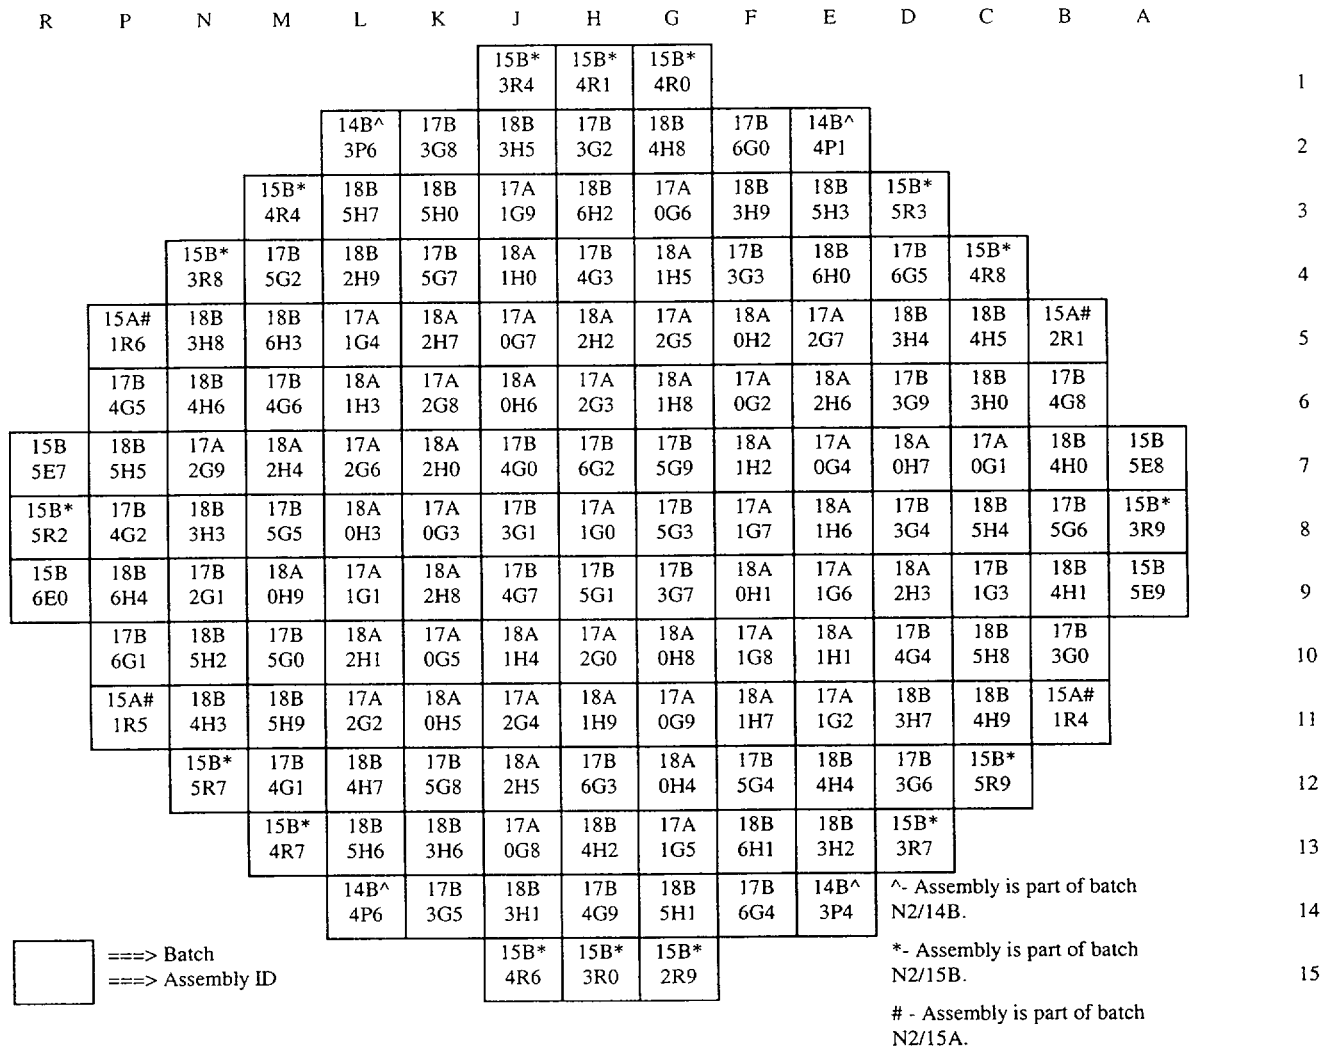 R P N M L K J H G F E D C B A
15B* 15B* 15B*
3R4 4R1 4R0 1
14B^ 17B 18B 17B 18B 17B 14B^
3P6 3G8 3H5 3G2 4H8 6G0 4P1 2
15B* 18B 18B 17A 18B 17A 18B 18B 15B*
4R4 5H7 5H0 1G9 6H2 0G6 3H9 5H3 5R3 3
15B* 17B 18B 17B 18A 17B 18A 17B 18B 17B 15B*
3R8 5G2 2H9 5G7 1H0 4G3 1H5 3G3 6H0 6G5 4R8 4
15A# 18B 18B 17A 18A 17A 18A 17A 18A 17A 18B 18B 15A#
1R6 3H8 6H3 1G4 2H7 0G7 2H2 2G5 0H2 2G7 3H4 4H5 2R1 5
17B 18B 17B 18A 17A 18A 17A 18A 17A 18A 17B 18B 17B
4G5 4H6 4G6 1H3 2G8 0H6 2G3 1H8 0G2 2H6 3G9 3H0 4G8 6
15B 18B 17A 18A 17A 18A 17B 17B 17B 18A 17A 18A 17A 18B 15B
5E7 5H5 2G9 2H4 2G6 2H0 4G0 6G2 5G9 1H2 0G4 0H7 0G1 4H0 5E8 7
15B* 17B 18B 17B 18A 17A 17B 17A 17B 17A 18A 17B 18B 17B 15B*
5R2 4G2 3H3 5G5 0H3 0G3 3G1 1G0 5G3 1G7 1H6 3G4 5H4 5G6 3R9 8
15B 18B 17B 18A 17A 18A 17B 17B 17B 18A 17A 18A 17B 18B 15B
6E0 6H4 2G1 0H9 1G1 2H8 4G7 5G1 3G7 0H1 1G6 2H3 1G3 4H1 5E9 9
17B 18B 17B 18A 17A 18A 17A 18A 17A 18A 17B 18B 17B
6G1 5H2 5G0 2H1 0G5 1H4 2G0 0H8 1G8 1H1 4G4 5H8 3G0 10
15A# 18B 18B 17A 18A 17A 18A 17A 18A 17A 18B 18B 15A#
1R5 4H3 5H9 2G2 0H5 2G4 1H9 0G9 1H7 1G2 3H7 4H9 1R4 11
15B* 17B 18B 17B 18A 17B 18A 17B 18B 17B 15B*
5R7 4G1 4H7 5G8 2H5 6G3 0H4 5G4 4H4 3G6 5R9 12
15B* 18B 18B 17A 18B 17A 18B 18B 15B*
4R7 5H6 3H6 0G8 4H2 1G5 6H1 3H2 3R7 13
14B^ 17B 18B 17B 18B 17B 14B^
4P6 3G5 3H1 4G9 5H1 6G4 3P4 14
15B* 15B* 15B*
4R6 3R0 2R9 15
===> Batch
===> Assembly ID
^- Assembly is part of batch
N2/14B.
*- Assembly is part of batch
N2/15B.
# - Assembly is part of batch
N2/15A.